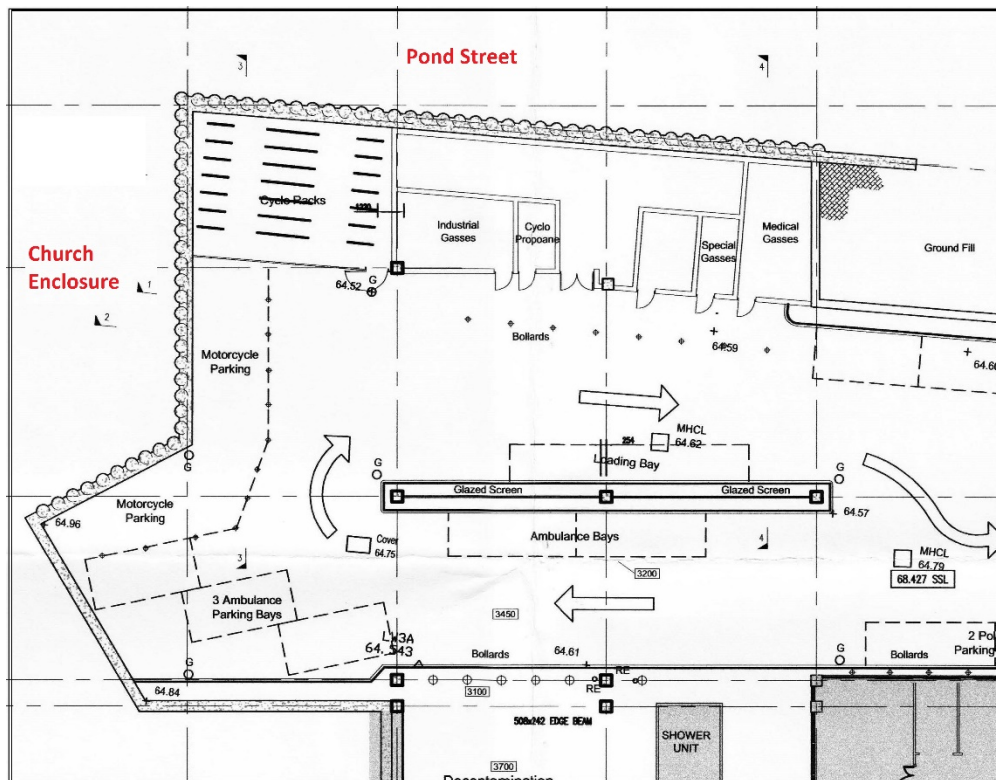 Pond Street
3
4
Cyclo Racks
1220
Industrial
Gasses
Cyclo
Propoane
Special
Gasses
Medical
Gasses
Ground Fill
Church
Enclosure
1
2
G
64.52
Bollards
64.59
64.60
Motorcycle
Parking
MHCL
64.62
254
Loading Bay
G
G
Glazed Screen
Glazed Screen
Motorcycle
Parking
64.96
64.57
Cover
64.75
Ambulance Bays
3
4
MHCL
64.79
68.427 SSL
3200
3 Ambulance
Parking Bays
3450
64.543
Bollards
64.61
G
G
2 Po
Parking
Bollards
64.84
3100
RE
RE
508x242 EDGE BEAM
SHOWER
UNIT
3700
Decontamination